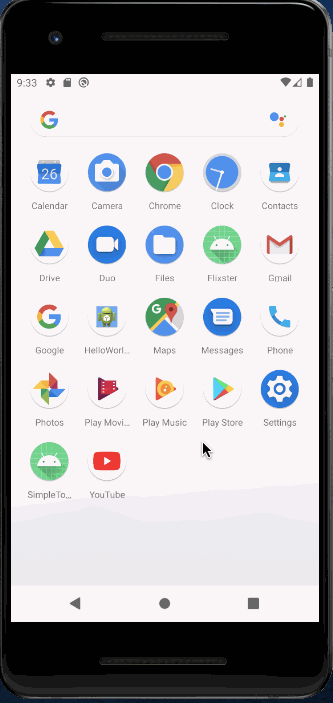 9:33
G
26
Calendar Camera Chrome Clock Contacts
Drive Duo Files Flixster Gmail
G
Google HelloWorl... Maps Messages Phone
Photos Play Movi... Play Music Play Store Settings
SimpleTo... YouTube